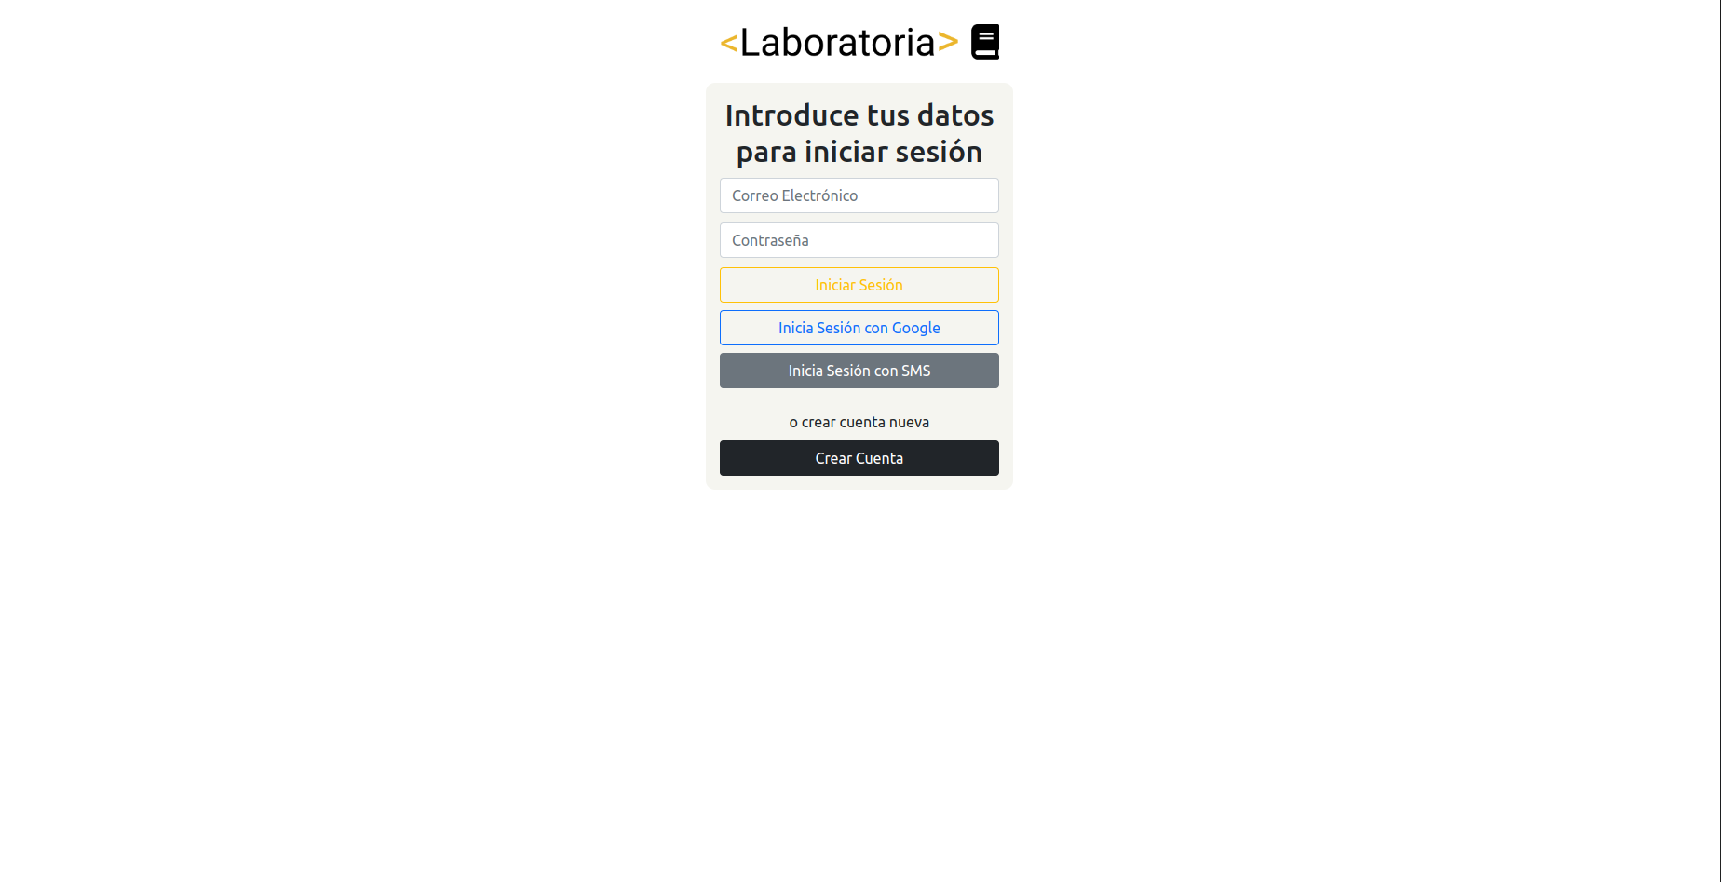 <Laboratoria>
Introduce tus datos
para iniciar sesión
Correo Electrónico
Contraseña
Iniciar Sesión
Inicia Sesión con Google
Inicia Sesión con SMS
o crear cuenta nueva
Crear Cuenta